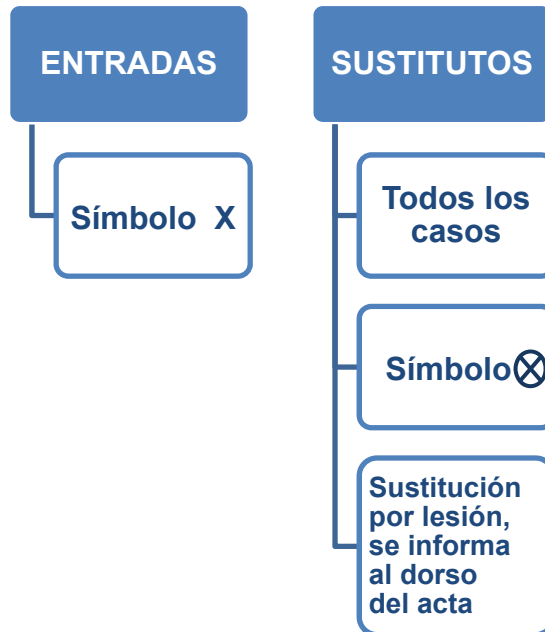 ENTRADAS
Símbolo X
SUSTITUTOS
Todos los
casos
Símbolo ⊗
Sustitución
por lesión,
se informa
al dorso
del acta